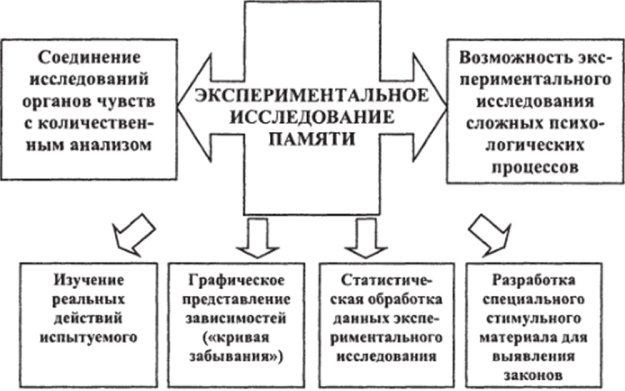 Соединение
исследований
органов чувств
с количествен-
ным анализом
ЭКСПЕРИМЕНТАЛЬНОЕ
ИССЛЕДОВАНИЕ
ПАМЯТИ
Возможность экс-
периментального
исследования
сложных психо-
логических
процессов
Изучение
реальных
действий
испытуемого
Графическое
представление
зависимостей
(«кривая
забывания»)
Статистиче-
ская обработка
данных экспе-
риментального
исследования
Разработка
специального
стимульного
материала для
выявления
законов